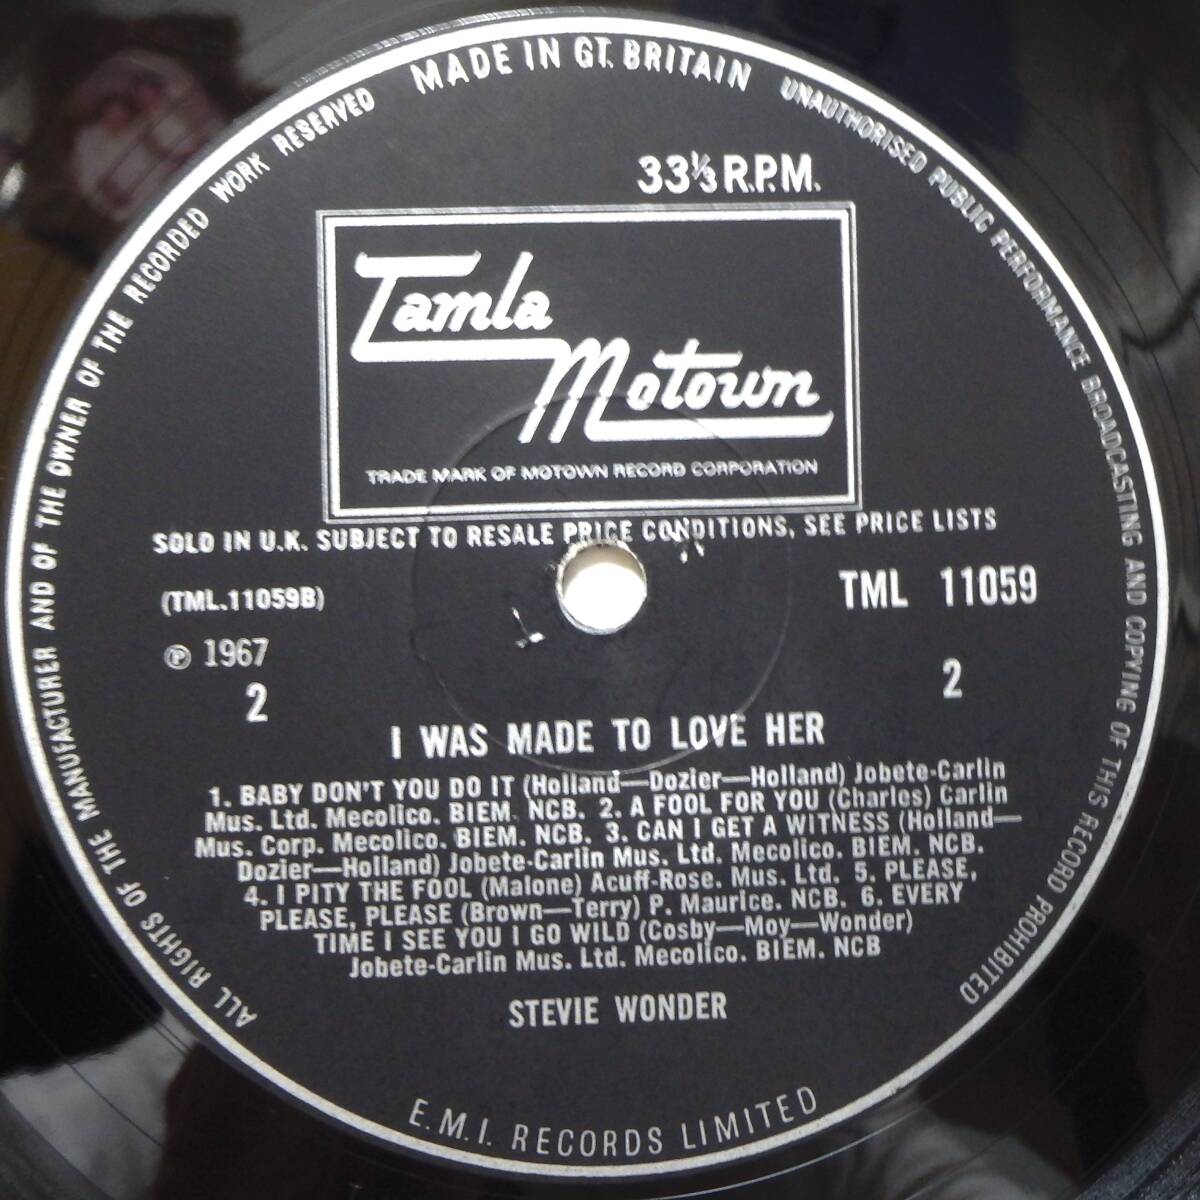 MADE IN GT. BRITAIN
UNAUTHORISED PUBLIC PERFORMANCE BROADCASTING AND COPYING OF THIS RECORD PROHIBITED
ALL RIGHTS OF THE MANUFACTURER AND OF THE OWNER OF THE RECORDED WORK RESERVED
33⅓ R.P.M.
Tamla
Motown
TRADE MARK OF MOTOWN RECORD CORPORATION
SOLD IN U.K. SUBJECT TO RESALE PRICE CONDITIONS, SEE PRICE LISTS
(TML.11059B)
TML 11059
℗ 1967
2
2
I WAS MADE TO LOVE HER
1. BABY DON'T YOU DO IT (Holland—Dozier—Holland) Jobete-Carlin
Mus. Ltd. Mecolico. BIEM. NCB. 2. A FOOL FOR YOU (Charles) Carlin
Mus. Corp. Mecolico. BIEM. NCB. 3. CAN I GET A WITNESS (Holland—
Dozier—Holland) Jobete-Carlin Mus. Ltd. Mecolico. BIEM. NCB.
4. I PITY THE FOOL (Malone) Acuff-Rose. Mus. Ltd. 5. PLEASE,
PLEASE, PLEASE (Brown—Terry) P. Maurice. NCB. 6. EVERY
TIME I SEE YOU I GO WILD (Cosby—Moy—Wonder)
Jobete-Carlin Mus. Ltd. Mecolico. BIEM. NCB
STEVIE WONDER
E.M.I. RECORDS LIMITED